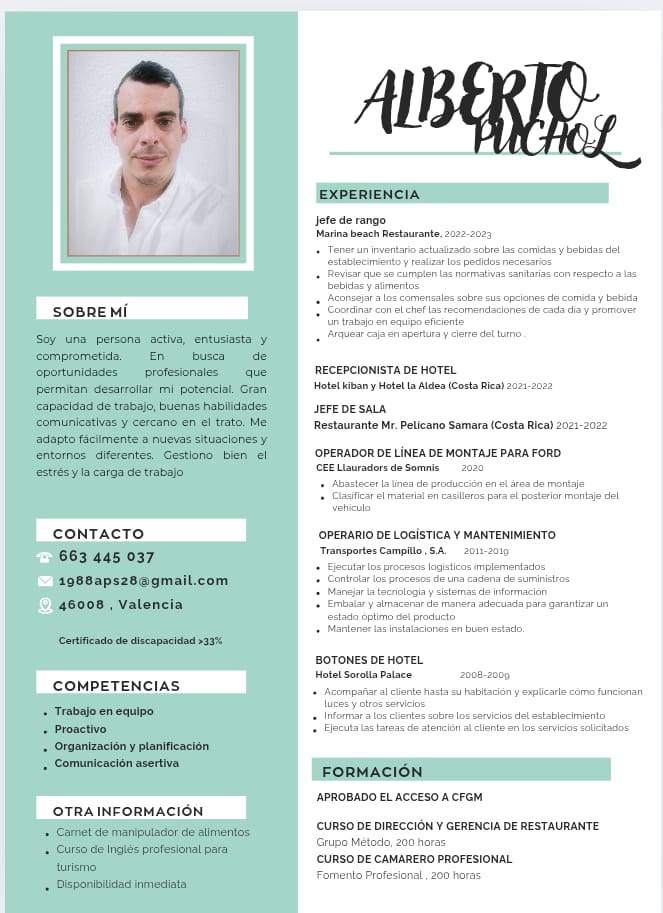 SOBRE MÍ
Soy una persona activa, entusiasta y
comprometida. En busca de
oportunidades profesionales que
permitan desarrollar mi potencial. Gran
capacidad de trabajo, buenas habilidades
comunicativas y cercano en el trato. Me
adapto fácilmente a nuevas situaciones y
entornos diferentes. Gestiono bien el
estrés y la carga de trabajo
CONTACTO
663 445 037
1988aps28@gmail.com
46008 , Valencia
Certificado de discapacidad >33%
COMPETENCIAS
• Trabajo en equipo
• Proactivo
• Organización y planificación
• Comunicación asertiva
OTRA INFORMACIÓN
• Carnet de manipulador de alimentos
• Curso de Inglés profesional para
turismo
• Disponibilidad inmediata
ALBERTO
PUCHOL
EXPERIENCIA
jefe de rango
Marina beach Restaurante, 2022-2023
• Tener un inventario actualizado sobre las comidas y bebidas del
establecimiento y realizar los pedidos necesarios
• Revisar que se cumplen las normativas sanitarias con respecto a las
bebidas y alimentos
• Aconsejar a los comensales sobre sus opciones de comida y bebida
• Coordinar con el chef las recomendaciones de cada día y promover
un trabajo en equipo eficiente
• Arquear caja en apertura y cierre del turno .
RECEPCIONISTA DE HOTEL
Hotel kiban y Hotel la Aldea (Costa Rica) 2021-2022
JEFE DE SALA
Restaurante Mr. Pelícano Samara (Costa Rica) 2021-2022
OPERADOR DE LÍNEA DE MONTAJE PARA FORD
CEE Llauradors de Somnis 2020
• Abastecer la línea de producción en el área de montaje
• Clasificar el material en casilleros para el posterior montaje del
vehículo
OPERARIO DE LOGÍSTICA Y MANTENIMIENTO
Transportes Campillo , S.A. 2011-2019
• Ejecutar los procesos logísticos implementados
• Controlar los procesos de una cadena de suministros
• Manejar la tecnología y sistemas de información
• Embalar y almacenar de manera adecuada para garantizar un
estado óptimo del producto
• Mantener las instalaciones en buen estado.
BOTONES DE HOTEL
Hotel Sorolla Palace 2008-2009
• Acompañar al cliente hasta su habitación y explicarle cómo funcionan
luces y otros servicios
• Informar a los clientes sobre los servicios del establecimiento
• Ejecuta las tareas de atención al cliente en los servicios solicitados
FORMACIÓN
APROBADO EL ACCESO A CFGM
CURSO DE DIRECCIÓN Y GERENCIA DE RESTAURANTE
Grupo Método, 200 horas
CURSO DE CAMARERO PROFESIONAL
Fomento Profesional , 200 horas